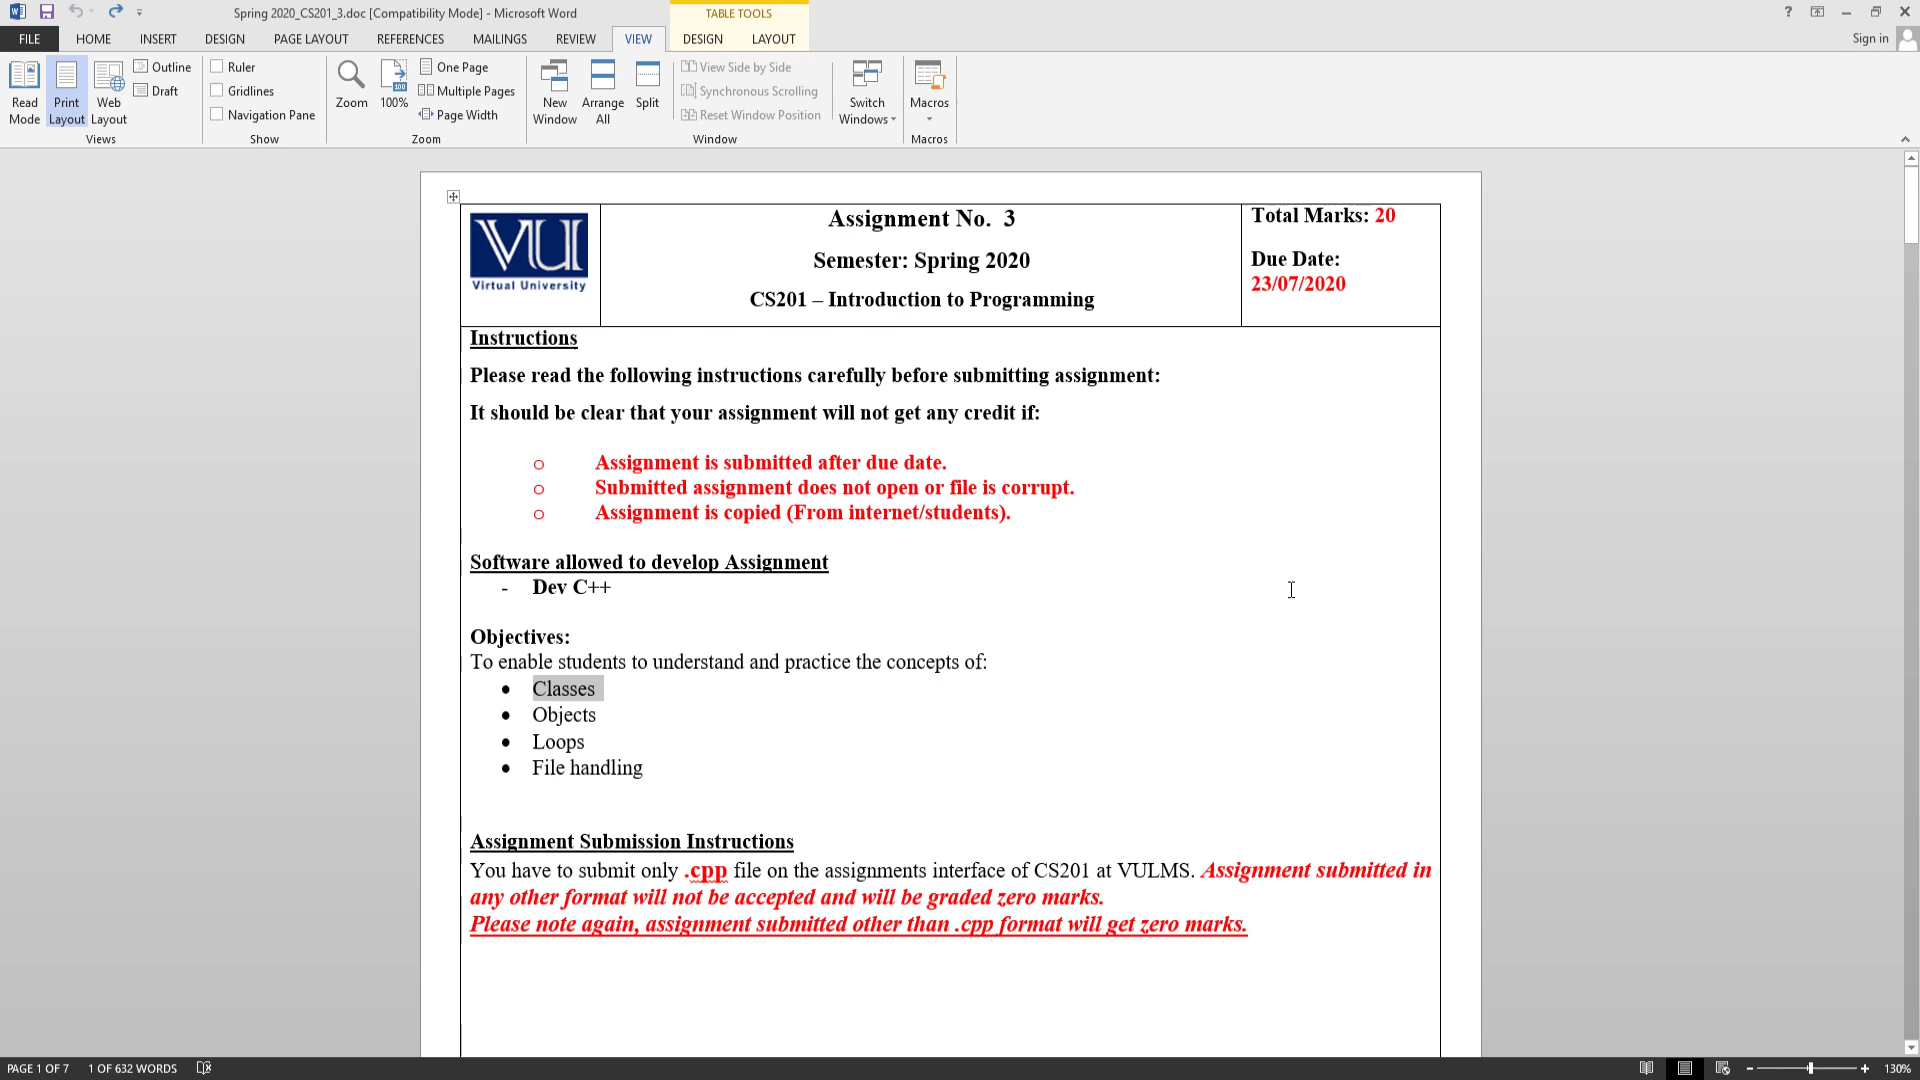 Spring 2020_CS201_3.doc [Compatibility Mode] - Microsoft Word
TABLE TOOLS
?
FILE HOME INSERT DESIGN PAGE LAYOUT REFERENCES MAILINGS REVIEW VIEW DESIGN LAYOUT
Sign in
Read Mode
Print Layout
Web Layout
Outline
Draft
Views
Ruler
Gridlines
Navigation Pane
Show
Zoom
100%
One Page
Multiple Pages
Page Width
Zoom
New Window
Arrange All
Split
View Side by Side
Synchronous Scrolling
Reset Window Position
Switch Windows
Window
Macros
Macros
VU
Virtual University
Assignment No. 3
Semester: Spring 2020
CS201 – Introduction to Programming
Total Marks: 20
Due Date:
23/07/2020
Instructions
Please read the following instructions carefully before submitting assignment:
It should be clear that your assignment will not get any credit if:
o Assignment is submitted after due date.
o Submitted assignment does not open or file is corrupt.
o Assignment is copied (From internet/students).
Software allowed to develop Assignment
- Dev C++
Objectives:
To enable students to understand and practice the concepts of:
• Classes
• Objects
• Loops
• File handling
Assignment Submission Instructions
You have to submit only .cpp file on the assignments interface of CS201 at VULMS. Assignment submitted in
any other format will not be accepted and will be graded zero marks.
Please note again, assignment submitted other than .cpp format will get zero marks.
PAGE 1 OF 7 1 OF 632 WORDS
130%